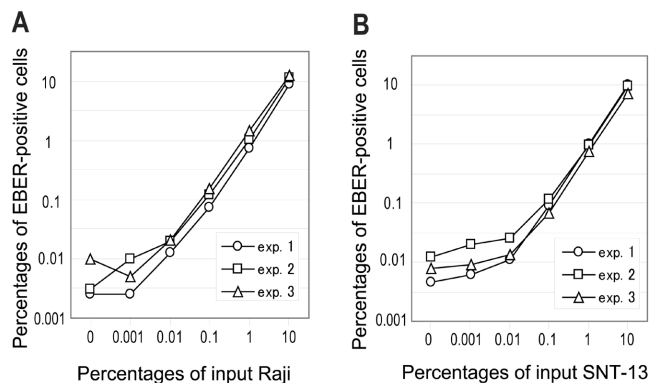 A
Percentages of EBER-positive cells
10
1
0.1
0.010
0.001
exp. 1
exp. 2
exp. 3
0 0.001 0.01 0.1 1 10
Percentages of input Raji
B
Percentages of EBER-positive cells
10
1
0.1
0.010
0.001
exp. 1
exp. 2
exp. 3
0 0.001 0.01 0.1 1 10
Percentages of input SNT-13